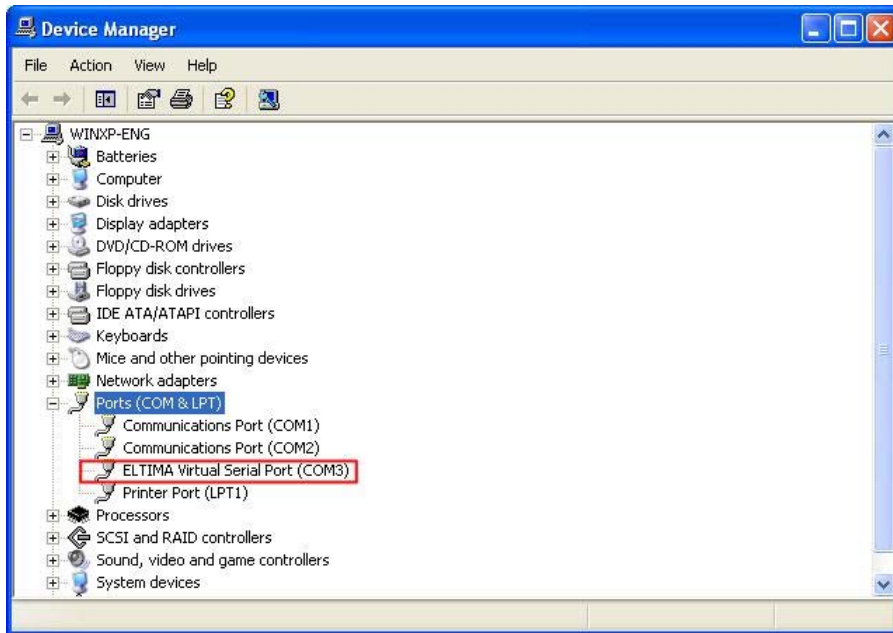 Device Manager
File Action View Help
WINXP-ENG
Batteries
Computer
Disk drives
Display adapters
DVD/CD-ROM drives
Floppy disk controllers
Floppy disk drives
IDE ATA/ATAPI controllers
Keyboards
Mice and other pointing devices
Network adapters
Ports (COM & LPT)
Communications Port (COM1)
Communications Port (COM2)
ELTIMA Virtual Serial Port (COM3)
Printer Port (LPT1)
Processors
SCSI and RAID controllers
Sound, video and game controllers
System devices